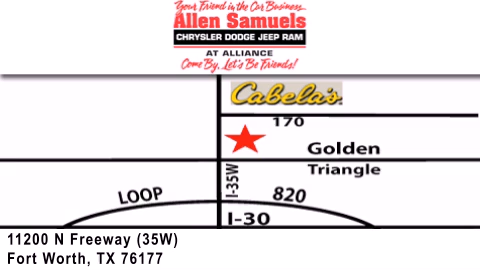 Your Friend in the Car Business
Allen Samuels
CHRYSLER DODGE JEEP RAM
AT ALLIANCE
Come By, Let's Be Friends!
Cabela's
170
Golden
Triangle
I-35W
LOOP 820
I-30
11200 N Freeway (35W)
Fort Worth, TX 76177